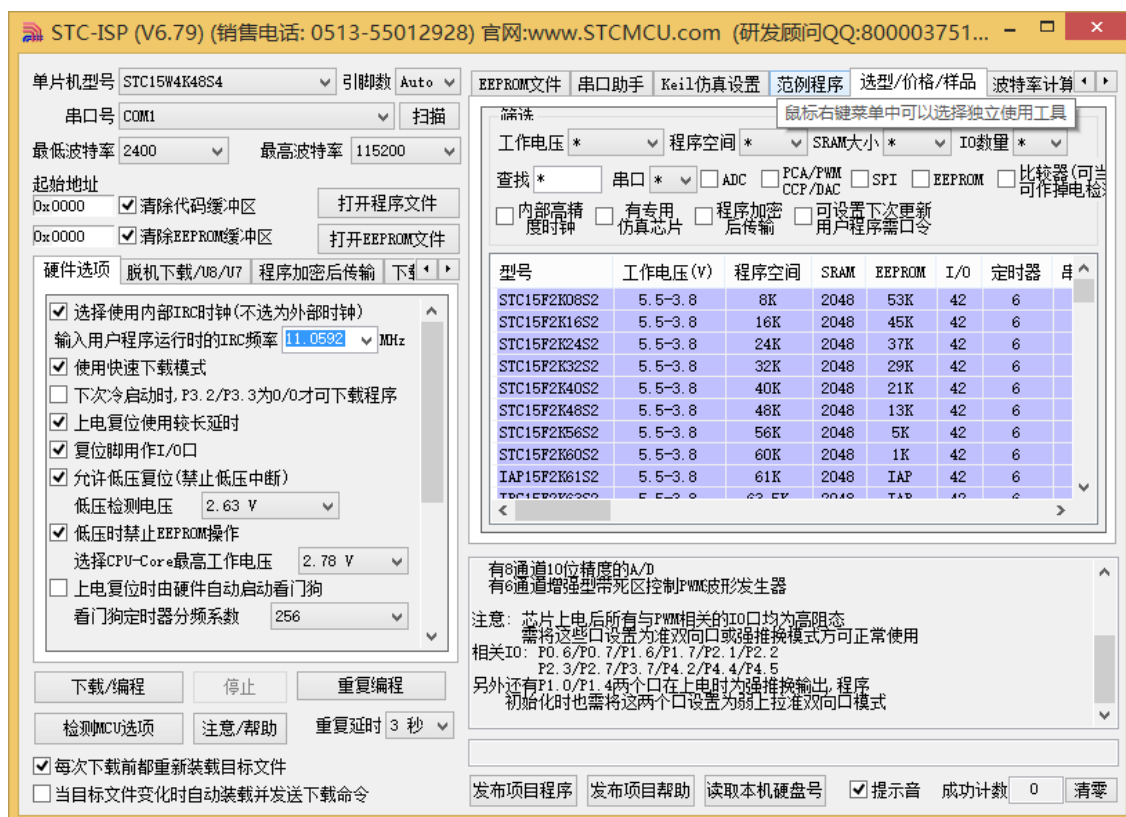 STC-ISP (V6.79) (销售电话: 0513-55012928) 官网:www.STCMCU.com (研发顾问QQ:800003751...
单片机型号 STC15W4K48S4 引脚数 Auto
串口号 COM1 扫描
最低波特率 2400 最高波特率 115200
起始地址
0x0000 清除代码缓冲区 打开程序文件
0x0000 清除EEPROM缓冲区 打开EEPROM文件
硬件选项 脱机下载/U8/U7 程序加密后传输
选择使用内部IRC时钟(不选为外部时钟)
输入用户程序运行时的IRC频率 11.0592 MHz
使用快速下载模式
下次冷启动时,P3.2/P3.3为0/0才可下载程序
上电复位使用较长延时
复位脚用作I/O口
允许低压复位(禁止低压中断)
低压检测电压 2.63 V
低压时禁止EEPROM操作
选择CPU-Core最高工作电压 2.78 V
上电复位时由硬件自动启动看门狗
看门狗定时器分频系数 256
下载/编程 停止 重复编程
检测MCU选项 注意/帮助 重复延时 3 秒
每次下载前都重新装载目标文件
当目标文件变化时自动装载并发送下载命令
EEPROM文件 串口助手 Keil仿真设置 范例程序 选型/价格/样品 波特率计算
鼠标右键菜单中可以选择独立使用工具
筛选
工作电压 * 程序空间 * SRAM大小 * IO数量 *
查找 * 串口 * ADC PCA/PWM SPI EEPROM 比较器(可当
CCP/DAC 可作掉电检测
内部高精 有专用 程序加密 可设置下次更新
度时钟 仿真芯片 后传输 用户程序需口令
型号 工作电压(V) 程序空间 SRAM EEPROM I/O 定时器 串
STC15F2K08S2 5.5-3.8 8K 2048 53K 42 6
STC15F2K16S2 5.5-3.8 16K 2048 45K 42 6
STC15F2K24S2 5.5-3.8 24K 2048 37K 42 6
STC15F2K32S2 5.5-3.8 32K 2048 29K 42 6
STC15F2K40S2 5.5-3.8 40K 2048 21K 42 6
STC15F2K48S2 5.5-3.8 48K 2048 13K 42 6
STC15F2K56S2 5.5-3.8 56K 2048 5K 42 6
STC15F2K60S2 5.5-3.8 60K 2048 1K 42 6
IAP15F2K61S2 5.5-3.8 61K 2048 IAP 42 6
有8通道10位精度的A/D
有6通道增强型带死区控制PWM波形发生器
注意: 芯片上电后所有与PWM相关的IO口均为高阻态
需将这些口设置为准双向口或强推挽模式方可正常使用
相关IO: P0.6/P0.7/P1.6/P1.7/P2.1/P2.2
P2.3/P2.7/P3.7/P4.2/P4.4/P4.5
另外还有P1.0/P1.4两个口在上电时为强推挽输出,程序
初始化时也需将这两个口设置为弱上拉准双向口模式
发布项目程序 发布项目帮助 读取本机硬盘号 提示音 成功计数 0 清零